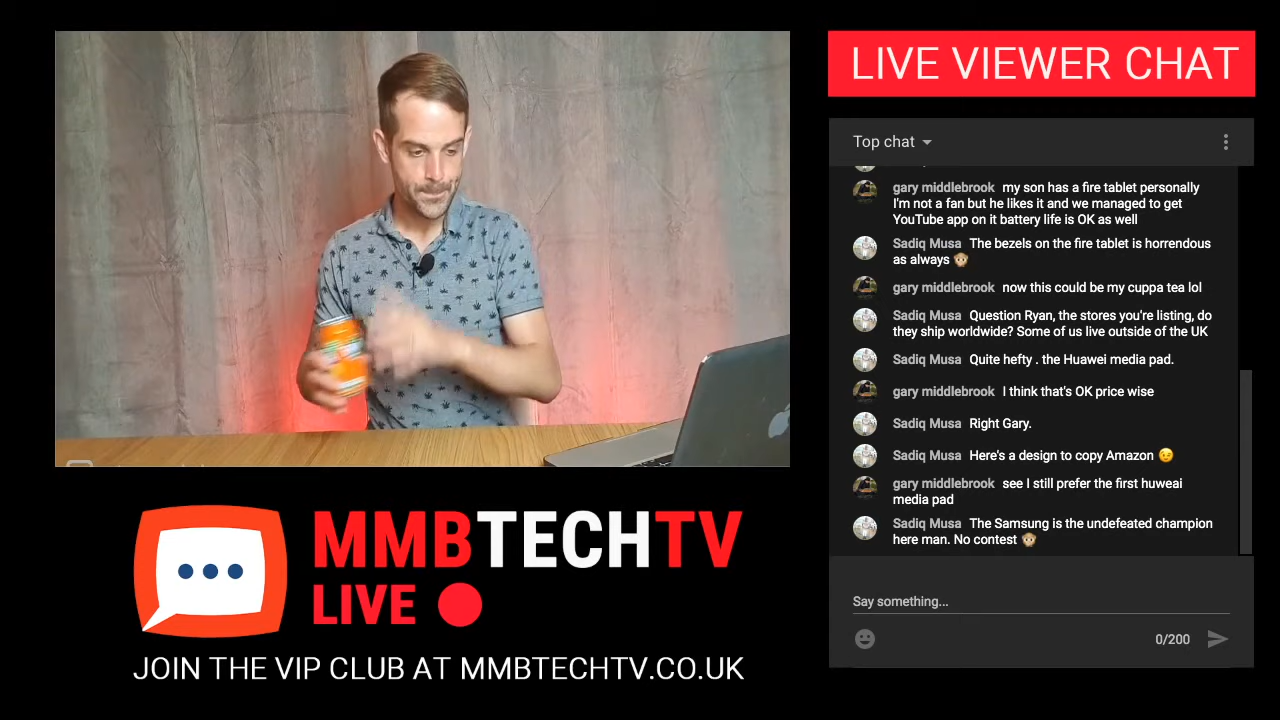 LIVE VIEWER CHAT
Top chat
gary middlebrook my son has a fire tablet personally
I'm not a fan but he likes it and we managed to get
YouTube app on it battery life is OK as well
Sadiq Musa The bezels on the fire tablet is horrendous
as always 🙊
gary middlebrook now this could be my cuppa tea lol
Sadiq Musa Question Ryan, the stores you're listing, do
they ship worldwide? Some of us live outside of the UK
Sadiq Musa Quite hefty . the Huawei media pad.
gary middlebrook I think that's OK price wise
Sadiq Musa Right Gary.
Sadiq Musa Here's a design to copy Amazon 😉
gary middlebrook see I still prefer the first huweai
media pad
Sadiq Musa The Samsung is the undefeated champion
here man. No contest 🙊
Say something...
0/200
MMBTECHTV
LIVE
JOIN THE VIP CLUB AT MMBTECHTV.CO.UK